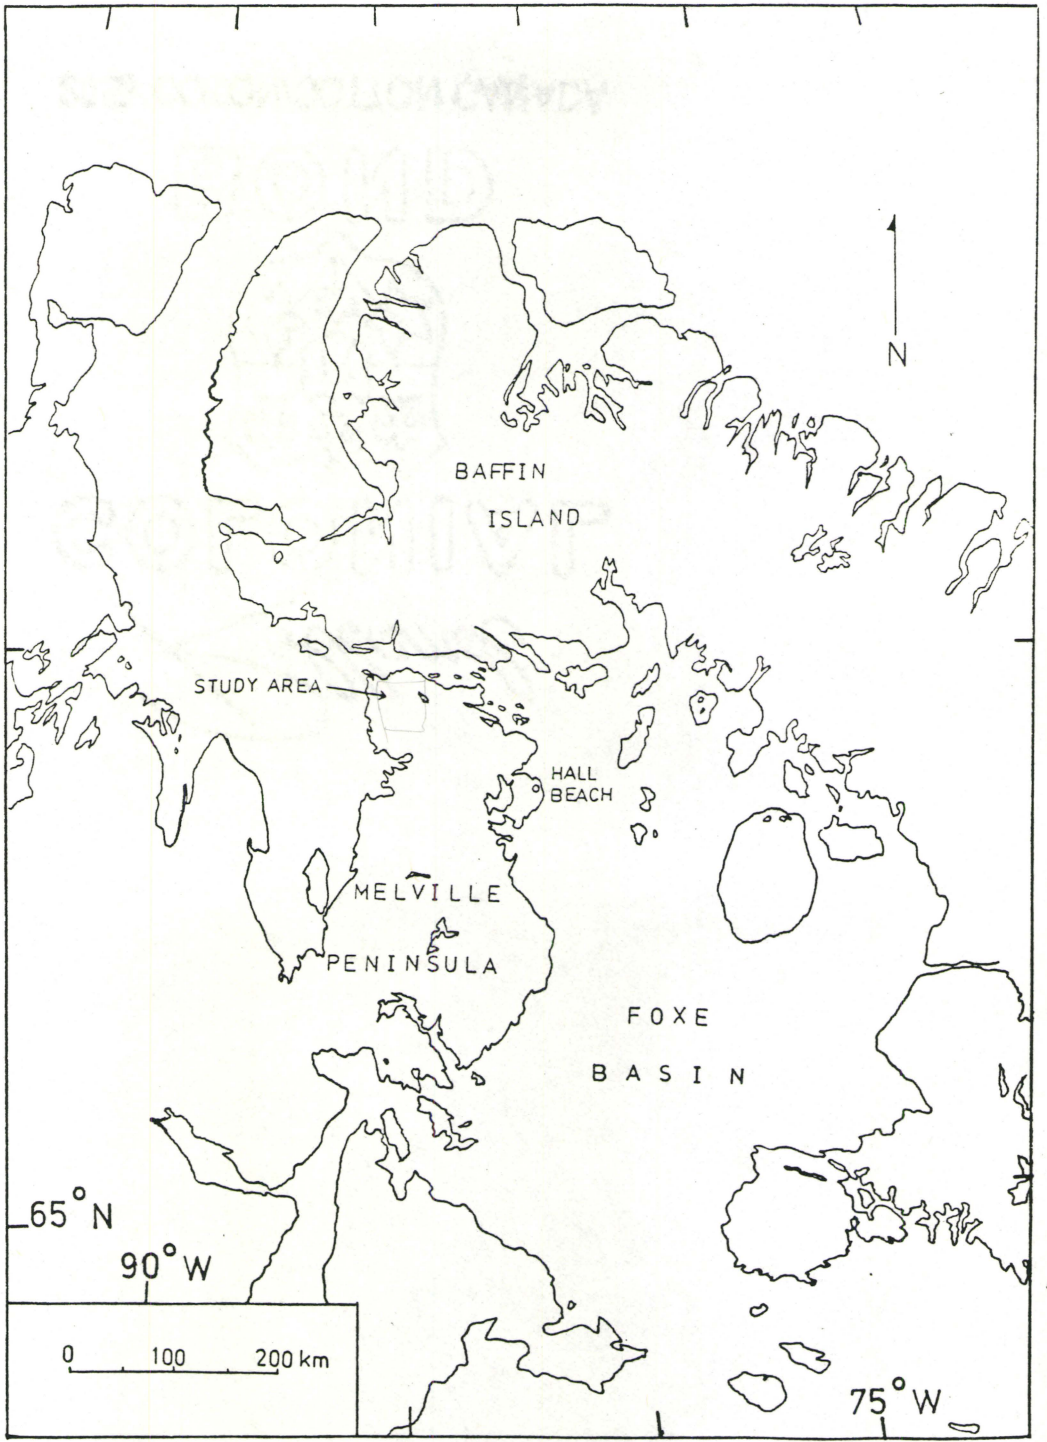 N
BAFFIN
ISLAND
STUDY AREA
HALL
BEACH
MELVILLE
PENINSULA
FOXE
BASIN
65°N
90°W
0 100 200 km
75°W